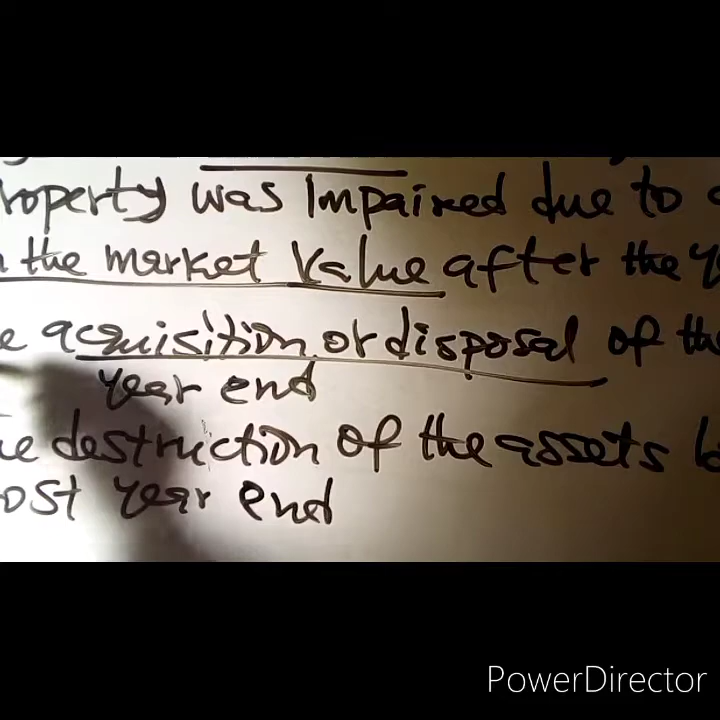 roperty was Impaired due to
the market value after the
acquisition or disposal of the
year end
destruction of the assets
ost year end
PowerDirector